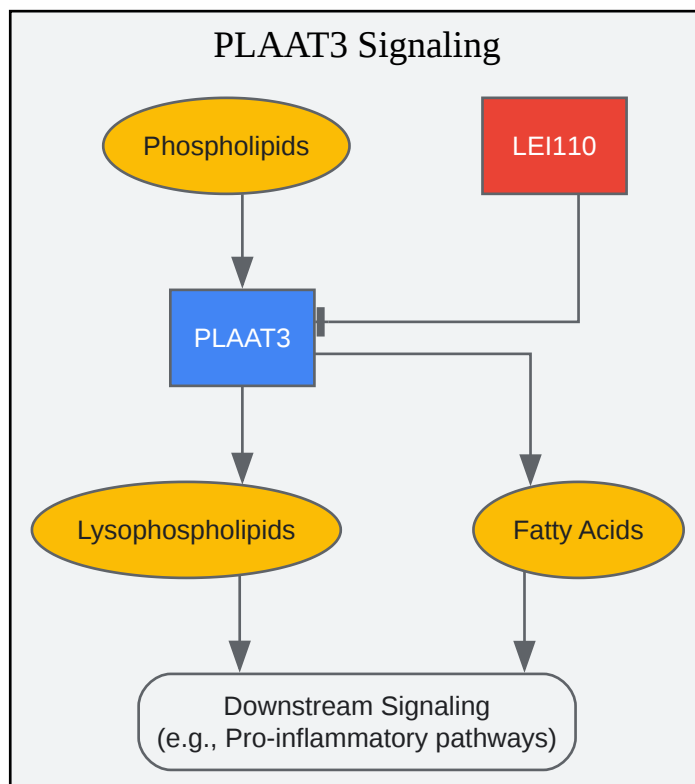 PLAAT3 Signaling
Phospholipids
LEI110
PLAAT3
Lysophospholipids
Fatty Acids
Downstream Signaling
(e.g., Pro-inflammatory pathways)